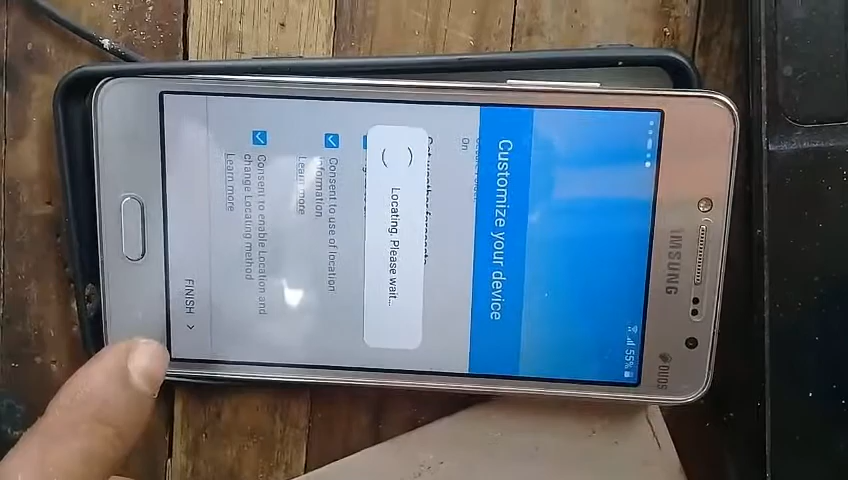 55%
SAMSUNG
DUOS
Customize your device
On
Locating. Please wait...
Consent to use of location
information
Learn more
Consent to enable Location and
change Locating method
Learn more
FINISH >